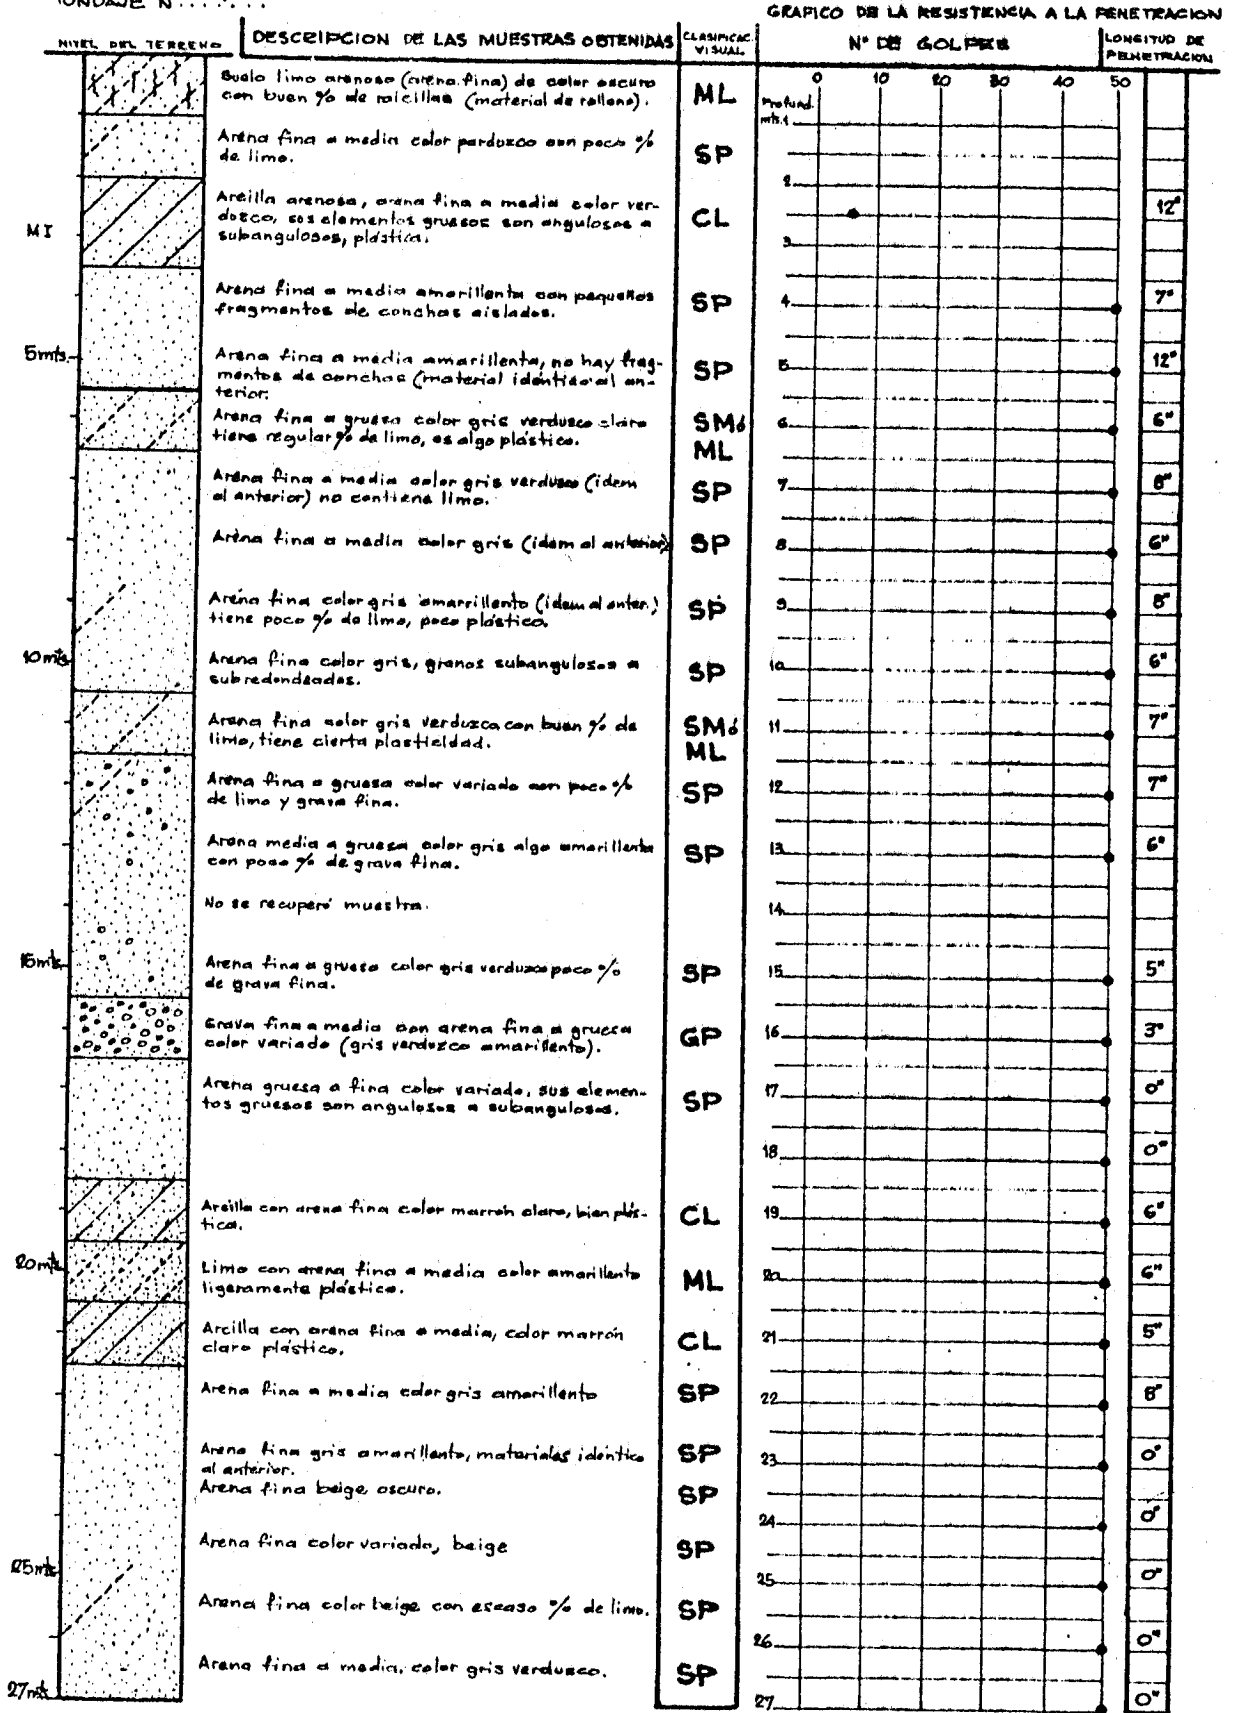 GRAFICO DE LA RESISTENCIA A LA PENETRACION
NIVEL DEL TERRENO
DESCRIPCION DE LAS MUESTRAS OBTENIDAS
CLASIFICAC. VISUAL
N° DE GOLPES
LONGITUD DE PENETRACION
0 10 20 30 40 50
Profund. mts. 1
Suelo limo arenoso (arena fina) de color oscuro
con buen % de raicillas (material de relleno).
ML
Arena fina a media color parduzco con poco %
de limo.
SP
2
Arcilla arenosa, arena fina a media color ver-
dozco, sus elementos gruesos son angulosos a
subangulosos, plástica.
MI
CL
12"
3
Arena fina a media amarillenta con pequeños
fragmentos de conchas aislados.
SP
4
7"
5mts.
Arena fina a media amarillenta, no hay frag-
mentos de conchas (material identico al an-
terior.
SP
5
12"
Arena fina a gruesa color gris verduzco claro
tiene regular % de limo, es algo plástico.
SM ó
ML
6
6"
Arena fina a media color gris verduzco (idem
al anterior) no contiene limo.
SP
7
8"
Arena fina a media color gris (idem al anterior)
SP
8
6"
Arena fina color gris amarrillento (idem al anter.)
tiene poco % de limo, poco plástico.
SP
9
8"
10mts
Arena fina color gris, granos subangulosos a
subredondeados.
SP
10
6"
Arena fina color gris verduzca con buen % de
limo, tiene cierta plasticidad.
SM ó
ML
11
7"
Arena fina a gruesa color variado con poco %
de limo y grava fina.
SP
12
7"
Arena media a gruesa color gris algo amarillenta
con poco % de grava fina.
SP
13
6"
No se recuperó muestra.
14
15mts
Arena fina a gruesa color gris verduzco poco %
de grava fina.
SP
15
5"
Grava fina a media con arena fina a gruesa
color variado (gris verduzco amarillento).
GP
16
3"
Arena gruesa a fina color variado, sus elemen-
tos gruesos son angulosos a subangulosos.
SP
17
0"
18
0"
Arcilla con arena fina color marrón claro, bien plás-
tica.
CL
19
6"
20mts
Limo con arena fina a media color amarillento
ligeramente plástico.
ML
20
6"
Arcilla con arena fina a media, color marrón
claro plástico.
CL
21
5"
Arena fina a media color gris amarillento
SP
22
8"
Arena fina gris amarillento, materiales idéntico
al anterior.
SP
23
0"
Arena fina beige oscuro.
SP
24
0"
Arena fina color variado, beige
SP
25mts
25
0"
Arena fina color beige con escaso % de limo.
SP
26
0"
Arena fina a media, color gris verduzco.
SP
27mts
27
0"